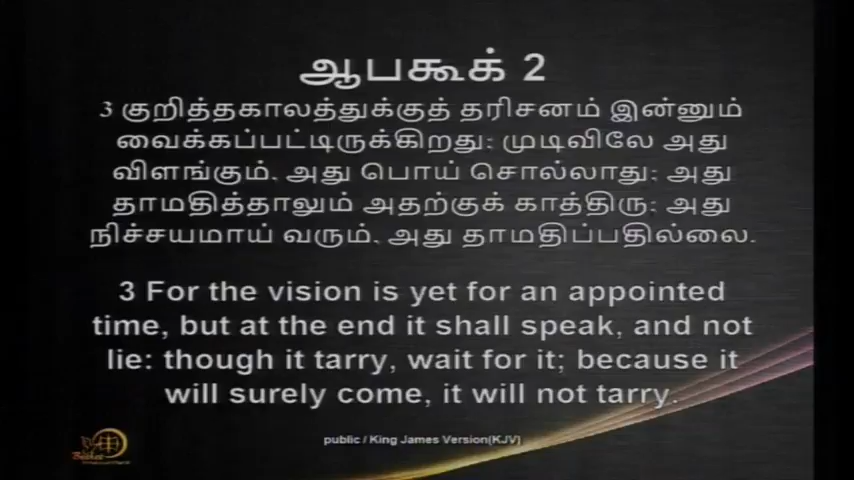 ஆபகூக் 2
3 குறித்தகாலத்துக்குத் தரிசனம் இன்னும்
வைக்கப்பட்டிருக்கிறது; முடிவிலே அது
விளங்கும், அது பொய் சொல்லாது; அது
தாமதித்தாலும் அதற்குக் காத்திரு; அது
நிச்சயமாய் வரும், அது தாமதிப்பதில்லை.
3 For the vision is yet for an appointed
time, but at the end it shall speak, and not
lie: though it tarry, wait for it; because it
will surely come, it will not tarry.
public / King James Version(KJV)